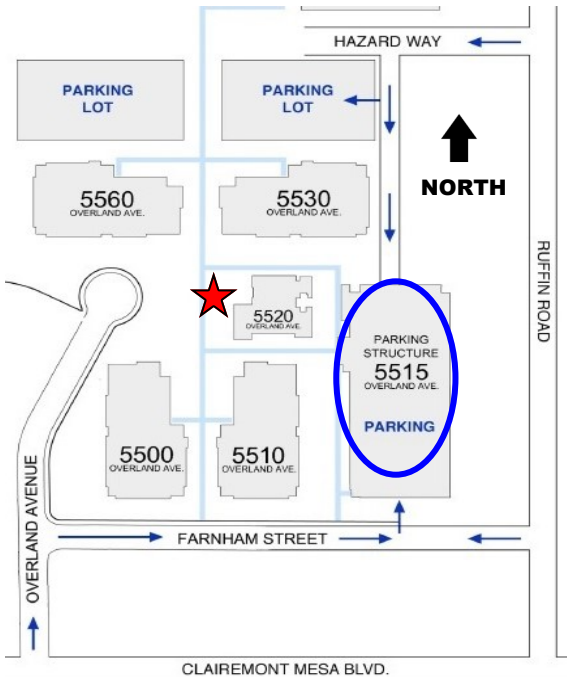 HAZARD WAY
PARKING
LOT
PARKING
LOT
NORTH
5560
OVERLAND AVE.
5530
OVERLAND AVE.
RUFFIN ROAD
5520
OVERLAND AVE.
PARKING
STRUCTURE
5515
OVERLAND AVE.
PARKING
5500
OVERLAND AVE.
5510
OVERLAND AVE.
OVERLAND AVENUE
FARNHAM STREET
CLAIREMONT MESA BLVD.